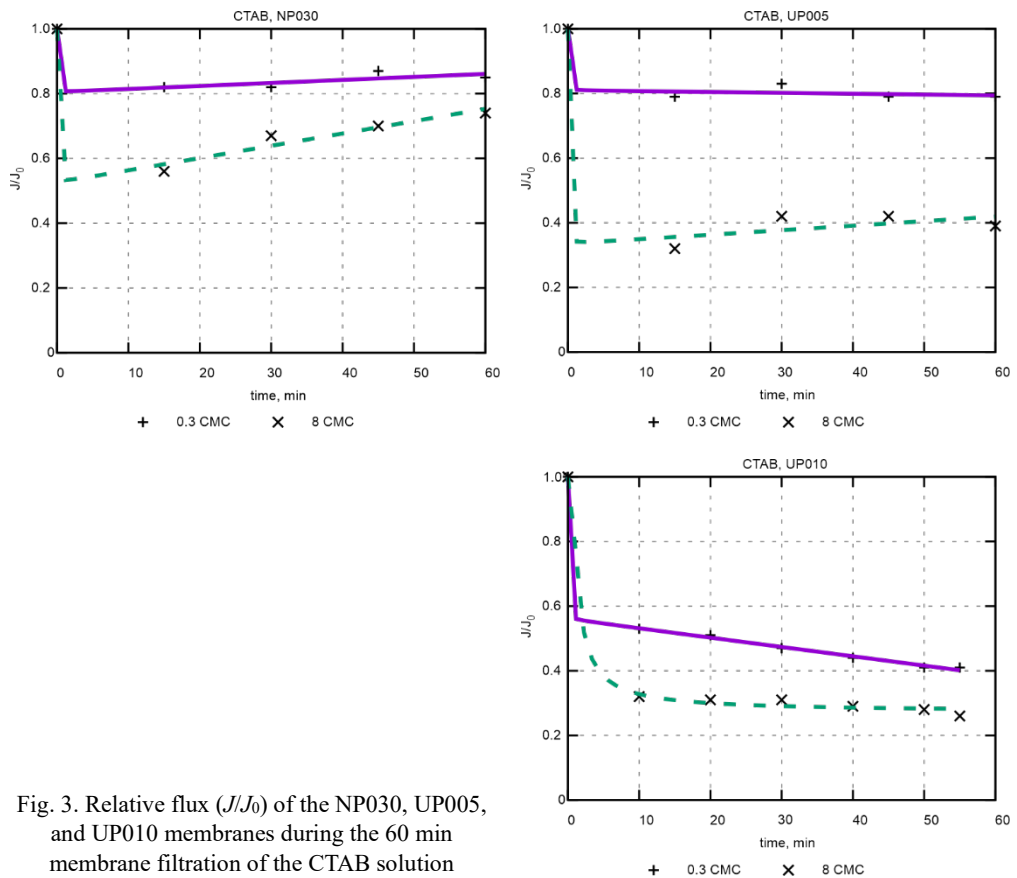 CTAB, NP030
1.0
0.8
0.6
0.4
0.2
0
J/J₀
0 10 20 30 40 50 60
time, min
+ 0.3 CMC × 8 CMC
CTAB, UP005
1.0
0.8
0.6
0.4
0.2
0
J/J₀
0 10 20 30 40 50 60
time, min
+ 0.3 CMC × 8 CMC
CTAB, UP010
1.0
0.8
0.6
0.4
0.2
0
J/J₀
0 10 20 30 40 50 60
time, min
+ 0.3 CMC × 8 CMC
Fig. 3. Relative flux (J/J₀) of the NP030, UP005,
and UP010 membranes during the 60 min
membrane filtration of the CTAB solution